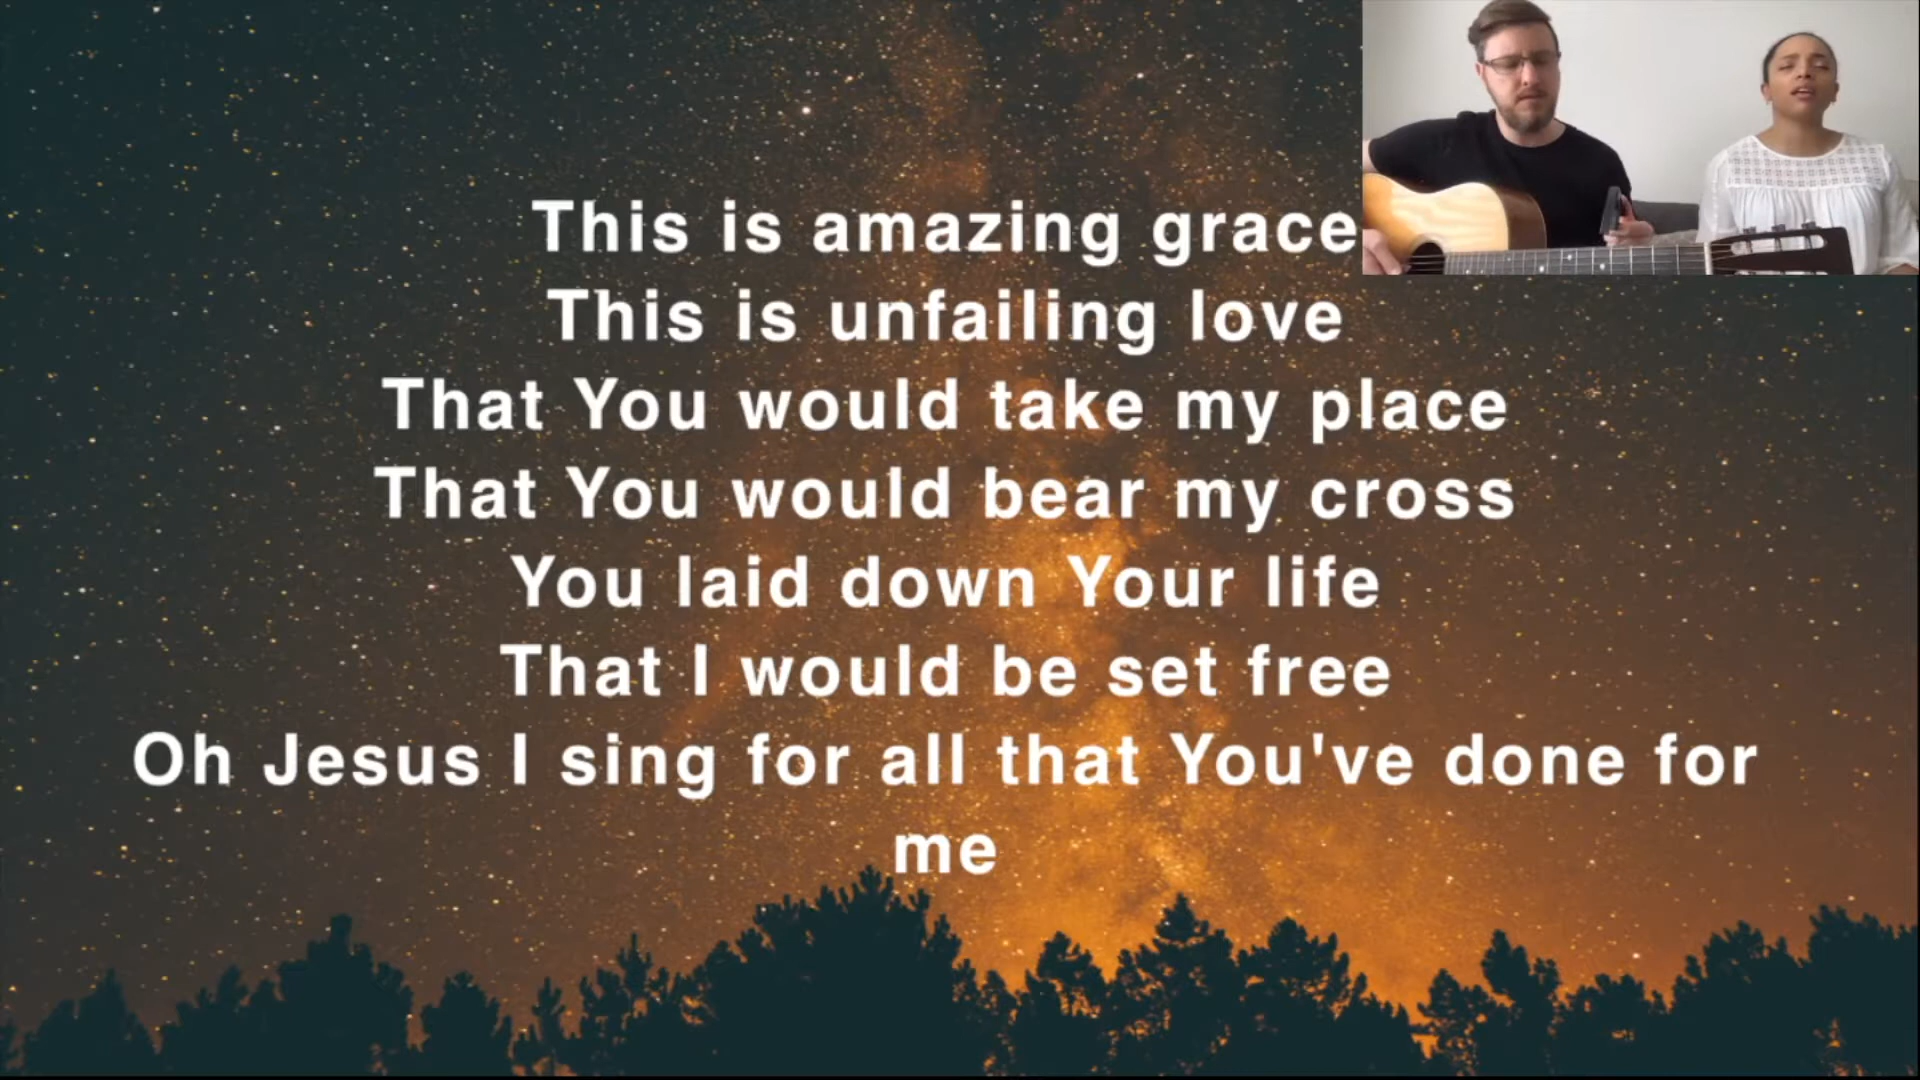 This is amazing grace
This is unfailing love
That You would take my place
That You would bear my cross
You laid down Your life
That I would be set free
Oh Jesus I sing for all that You've done for
me